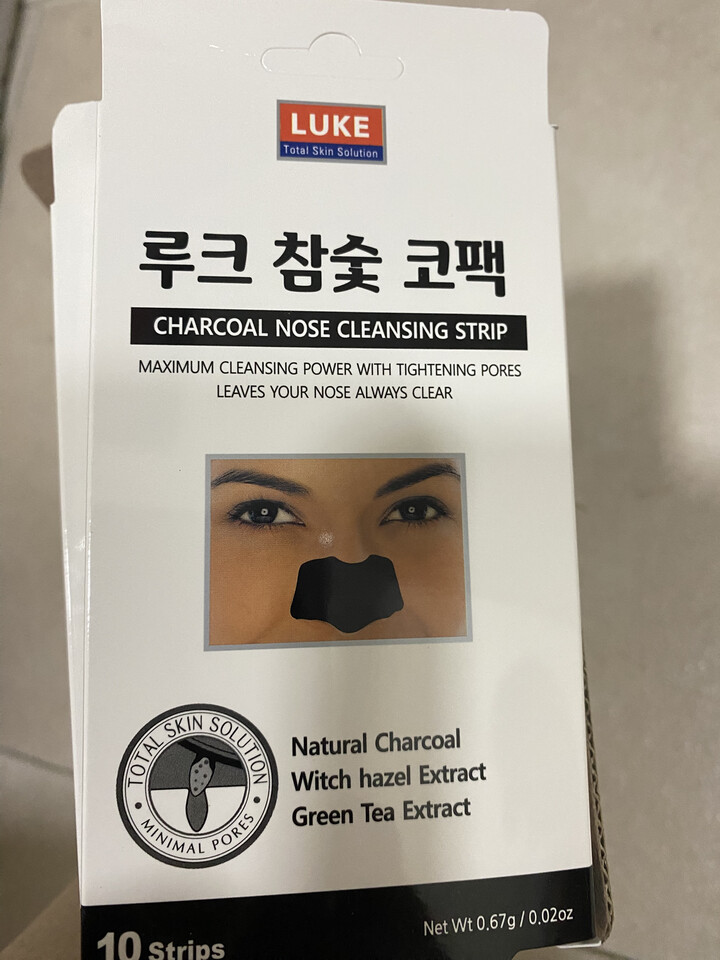 LUKE
Total Skin Solution
루크 참숯 코팩
CHARCOAL NOSE CLEANSING STRIP
MAXIMUM CLEANSING POWER WITH TIGHTENING PORES
LEAVES YOUR NOSE ALWAYS CLEAR
TOTAL SKIN SOLUTION
• MINIMAL PORES •
Natural Charcoal
Witch hazel Extract
Green Tea Extract
Net Wt 0.67g / 0.02oz
10 Strips